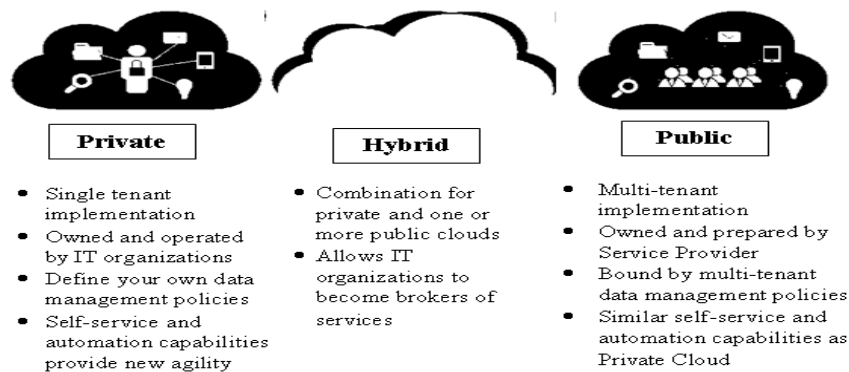 Private
Single tenant
implementation
Owned and operated
by IT organizations
Define your own data
management policies
Self-service and
automation capabilities
provide new agility
Hybrid
Combination for
private and one or
more public clouds
Allows IT
organizations to
become brokers of
services
Public
Multi-tenant
implementation
Owned and prepared by
Service Provider
Bound by multi-tenant
data management policies
Similar self-service and
automation capabilities as
Private Cloud